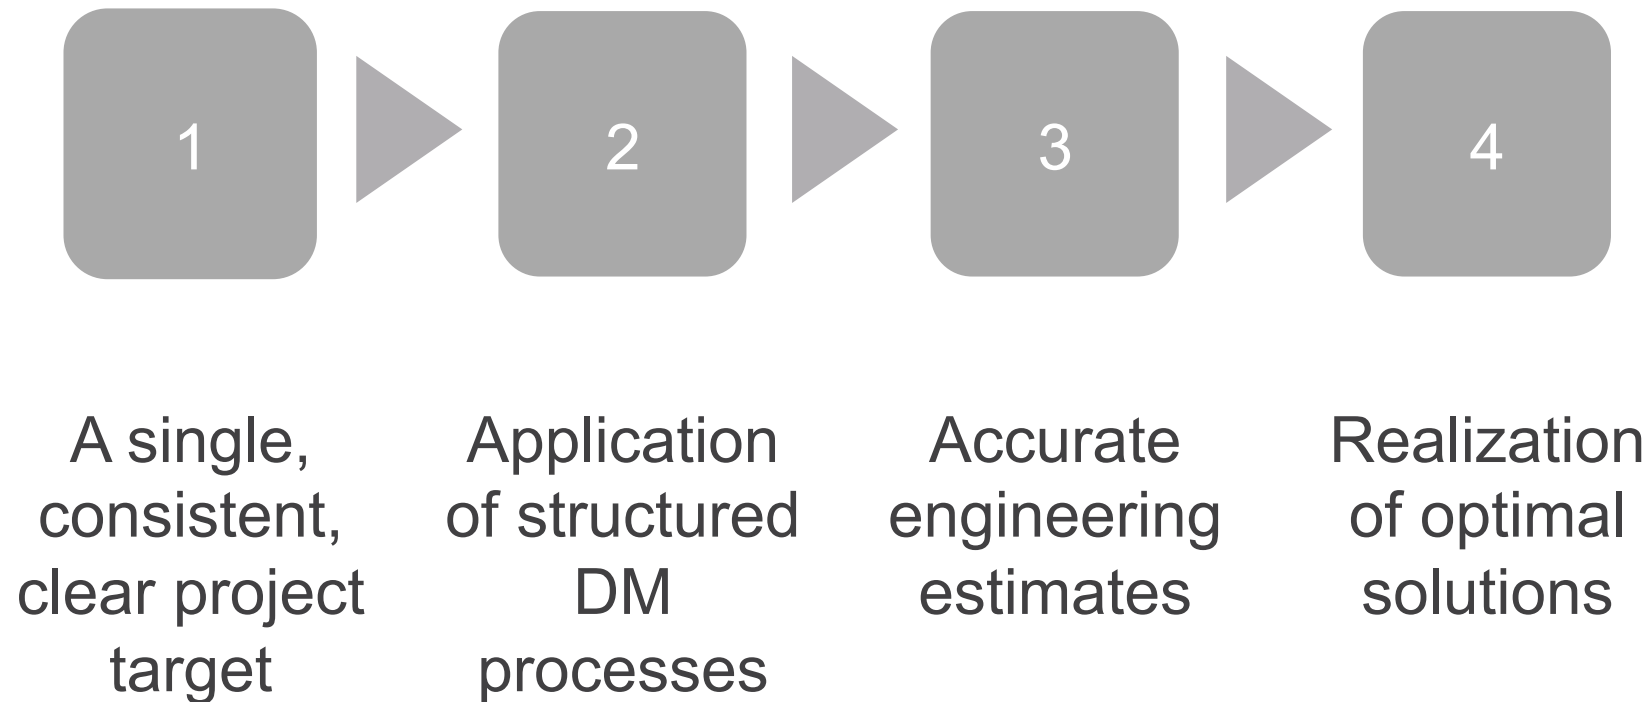 1
2
3
4
A single,
consistent,
clear project
target
Application
of structured
DM
processes
Accurate
engineering
estimates
Realization
of optimal
solutions